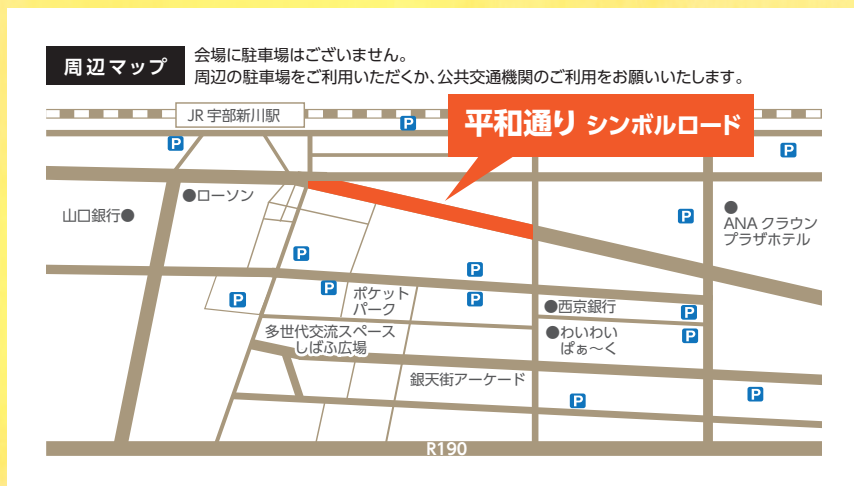 周辺マップ
会場に駐車場はございません。
周辺の駐車場をご利用いただくか、公共交通機関のご利用をお願いいたします。
JR 宇部新川駅
平和通り シンボルロード
P
P
P
ローソン
山口銀行
P
ANA クラウン
プラザホテル
P
P
P
P
P
ポケット
パーク
西京銀行
P
多世代交流スペース
しばふ広場
わいわい
ぱぁ〜く
P
銀天街アーケード
P
P
R190